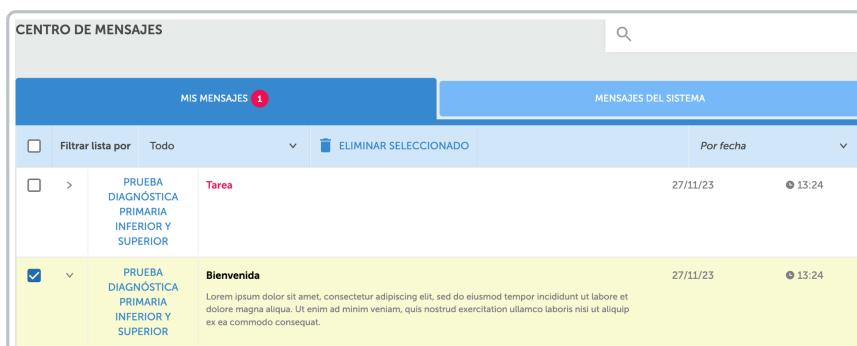 CENTRO DE MENSAJES
MIS MENSAJES 1
MENSAJES DEL SISTEMA
Filtrar lista por Todo ELIMINAR SELECCIONADO Por fecha
PRUEBA DIAGNÓSTICA PRIMARIA INFERIOR Y SUPERIOR
Tarea
27/11/23 13:24
PRUEBA DIAGNÓSTICA PRIMARIA INFERIOR Y SUPERIOR
Bienvenida
27/11/23 13:24
Lorem ipsum dolor sit amet, consectetur adipiscing elit, sed do eiusmod tempor incididunt ut labore et
dolore magna aliqua. Ut enim ad minim veniam, quis nostrud exercitation ullamco laboris nisi ut aliquip
ex ea commodo consequat.